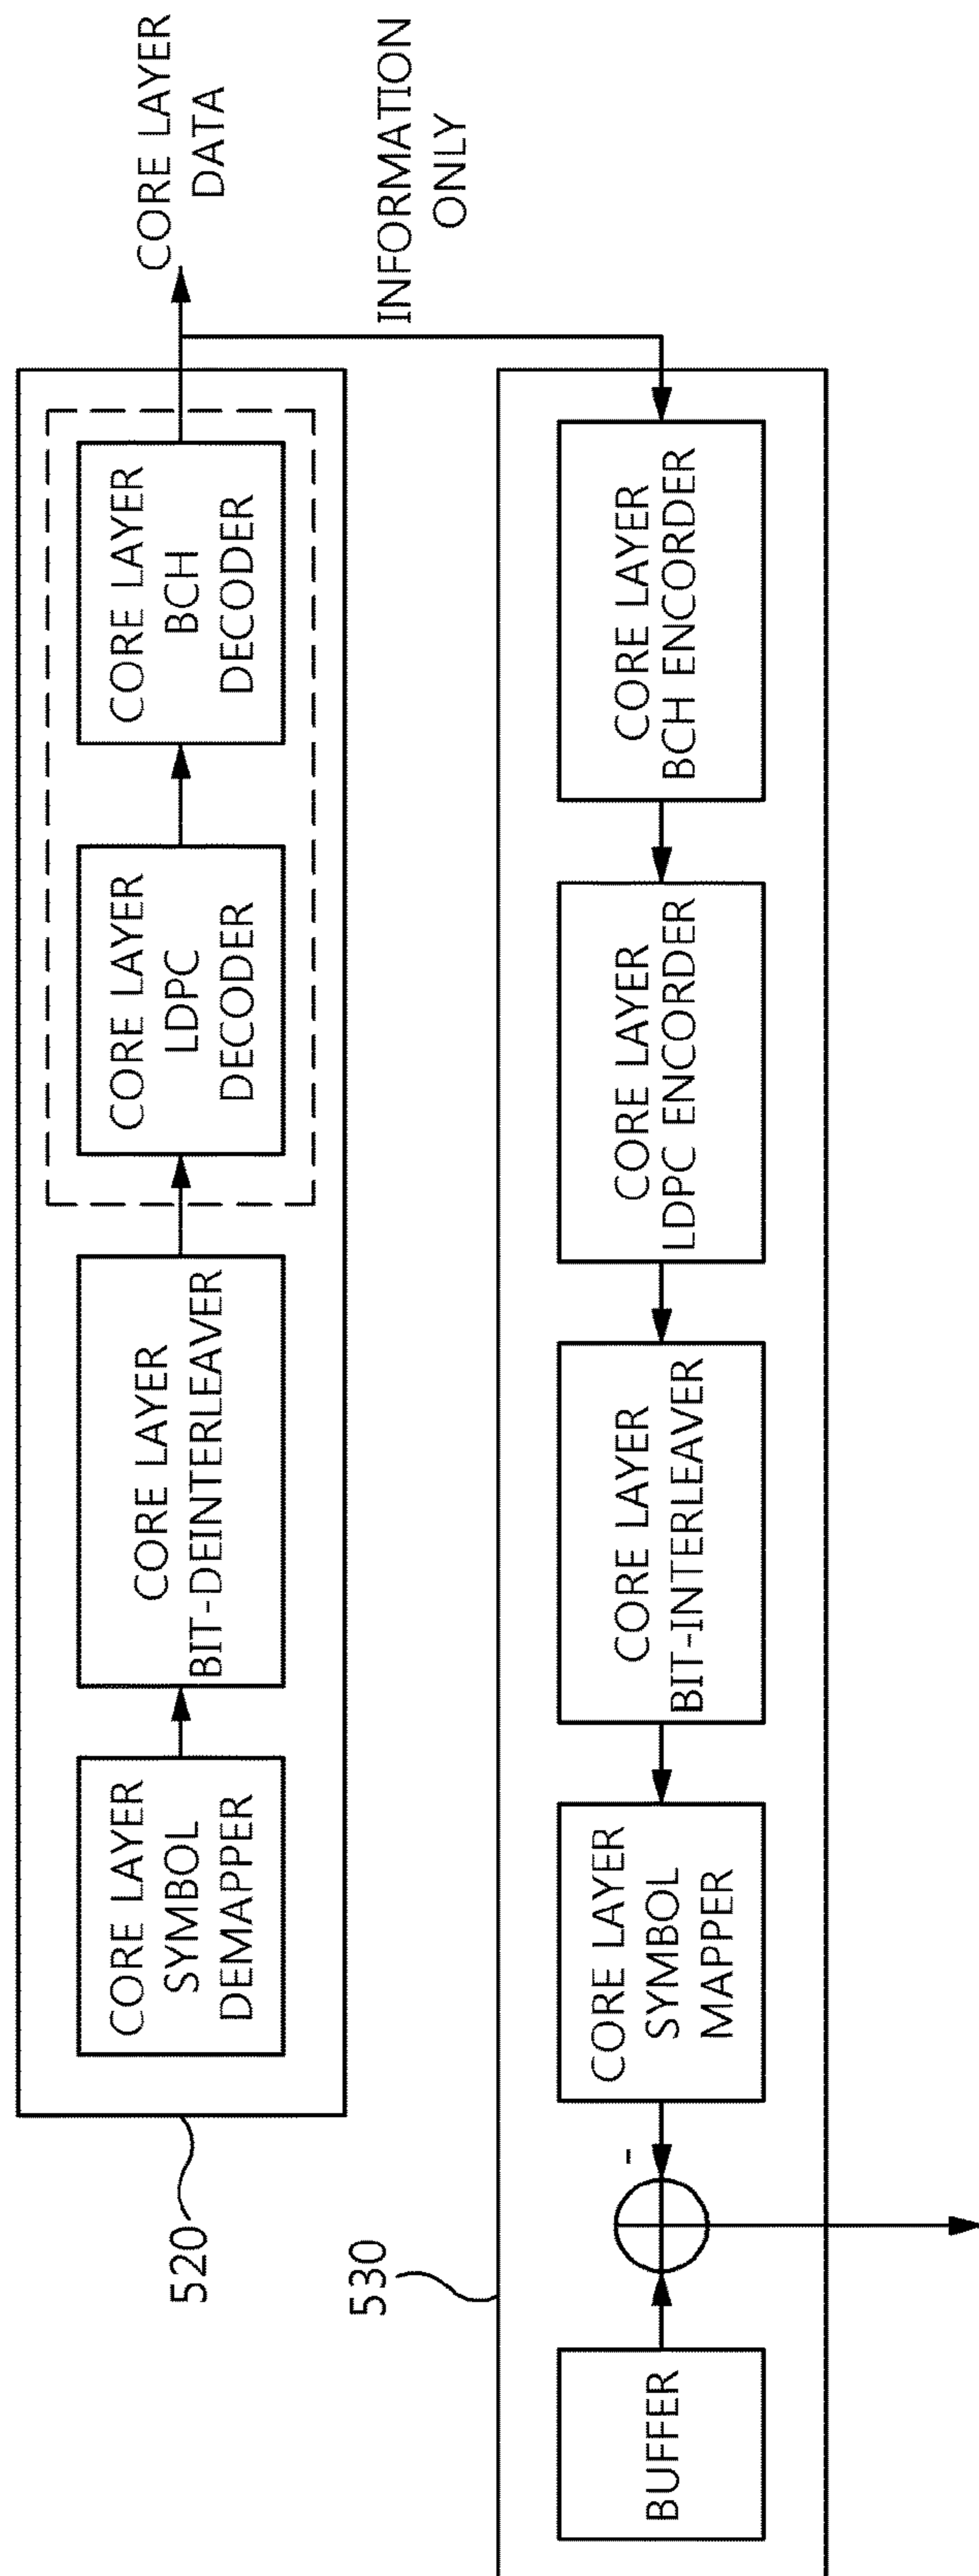 520
CORE LAYER
SYMBOL
DEMAPPER
CORE LAYER
BIT-DEINTERLEAVER
CORE LAYER
LDPC
DECODER
CORE LAYER
BCH
DECODER
CORE LAYER
DATA
INFORMATION
ONLY
530
BUFFER
-
CORE LAYER
SYMBOL
MAPPER
CORE LAYER
BIT-INTERLEAVER
CORE LAYER
LDPC ENCORDER
CORE LAYER
BCH ENCORDER